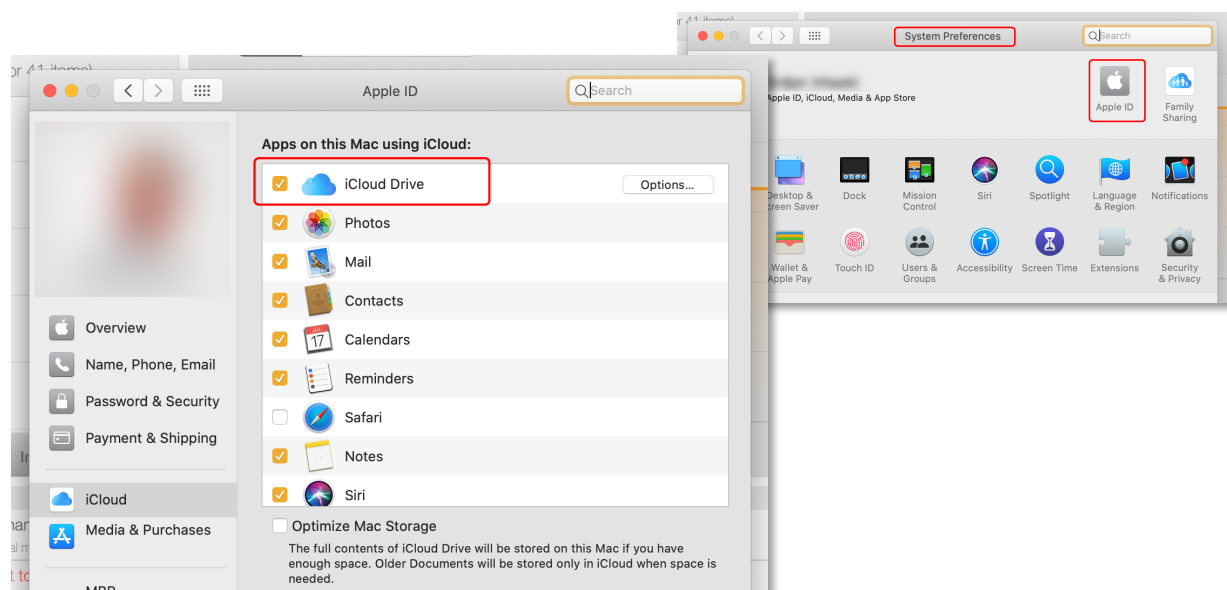 Apple ID
Search
Apps on this Mac using iCloud:
iCloud Drive
Options...
Photos
Mail
Contacts
Calendars
Reminders
Safari
Notes
Siri
Optimize Mac Storage
The full contents of iCloud Drive will be stored on this Mac if you have
enough space. Older Documents will be stored only in iCloud when space is
needed.
Overview
Name, Phone, Email
Password & Security
Payment & Shipping
iCloud
Media & Purchases
System Preferences
Search
Apple ID, iCloud, Media & App Store
Apple ID
Family
Sharing
Desktop &
Screen Saver
Dock
Mission
Control
Siri
Spotlight
Language
& Region
Notifications
Wallet &
Apple Pay
Touch ID
Users &
Groups
Accessibility
Screen Time
Extensions
Security
& Privacy
JUL
17